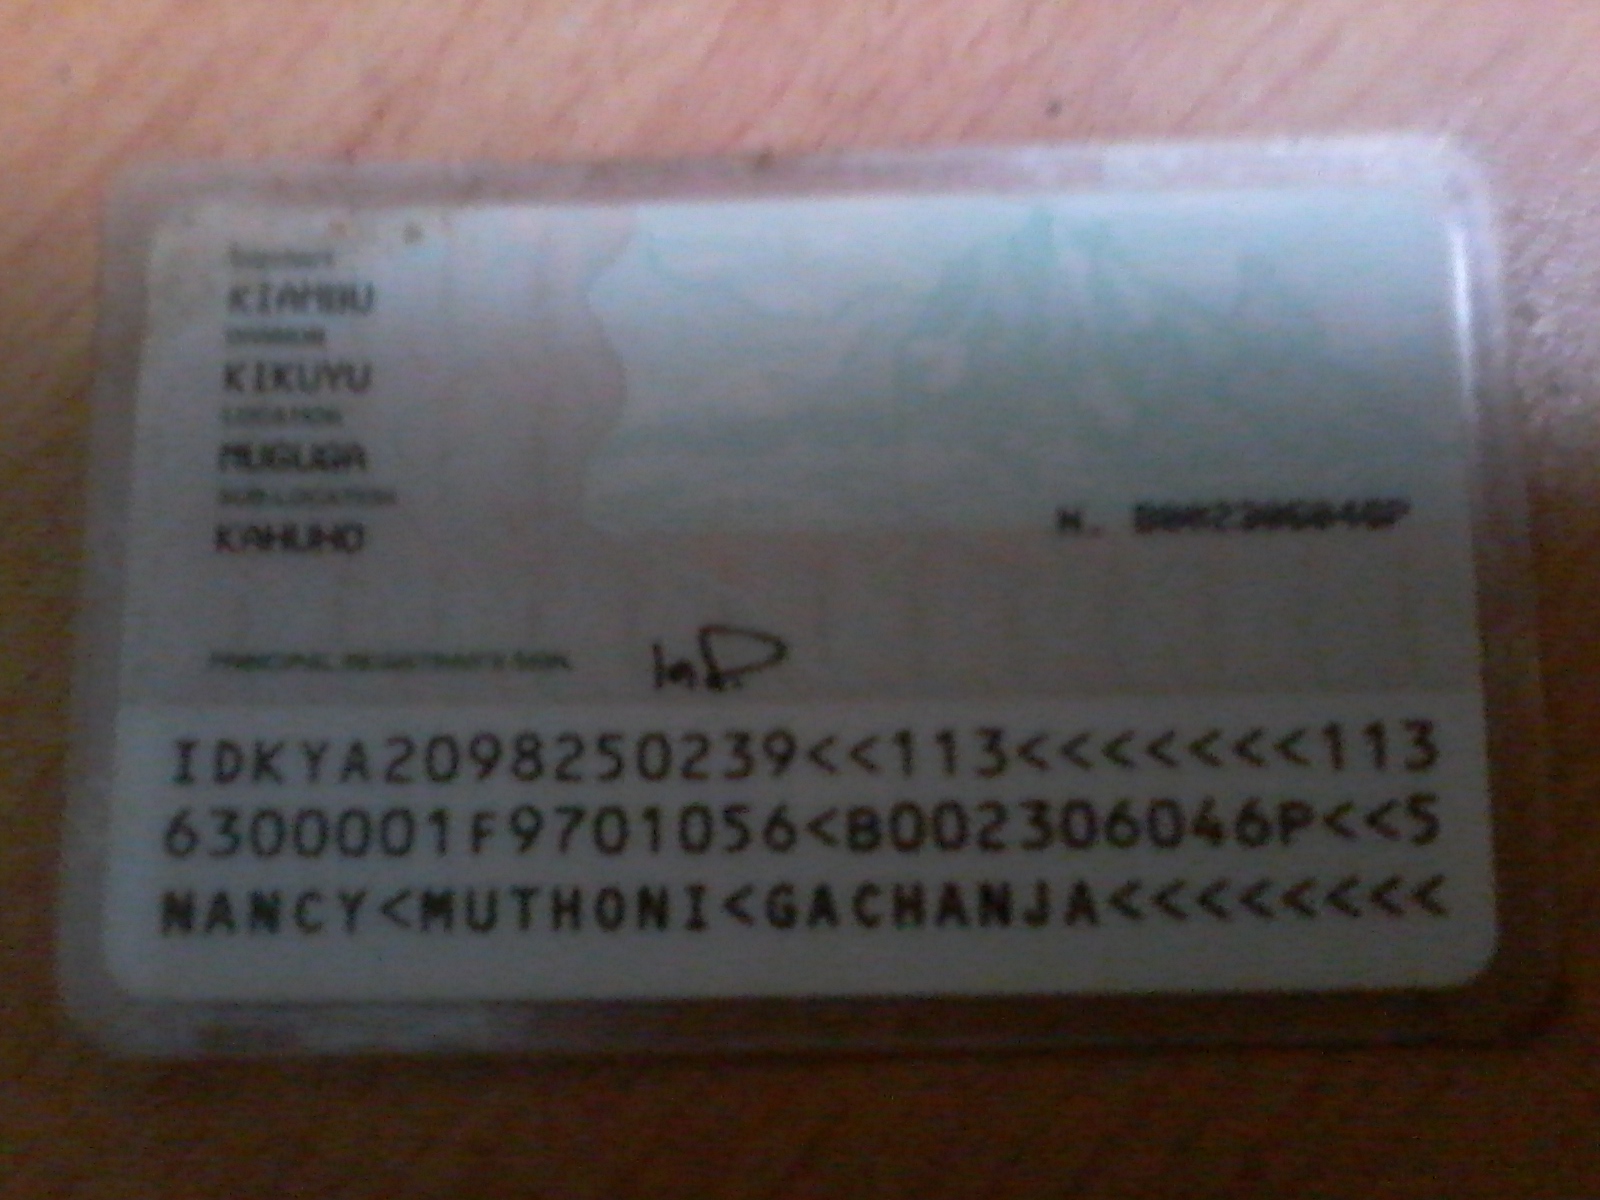 DISTRICT
KIAMBU
DIVISION
KIKUYU
LOCATION
MUGUGA
SUB-LOCATION
KAHUHO
N. B002306046P
PRINCIPAL REGISTRAR'S SIGN.
IDKYA2098250239<<113<<<<<<<<113
6300001F9701056<B002306046P<<5
NANCY<MUTHONI<GACHANJA<<<<<<<<